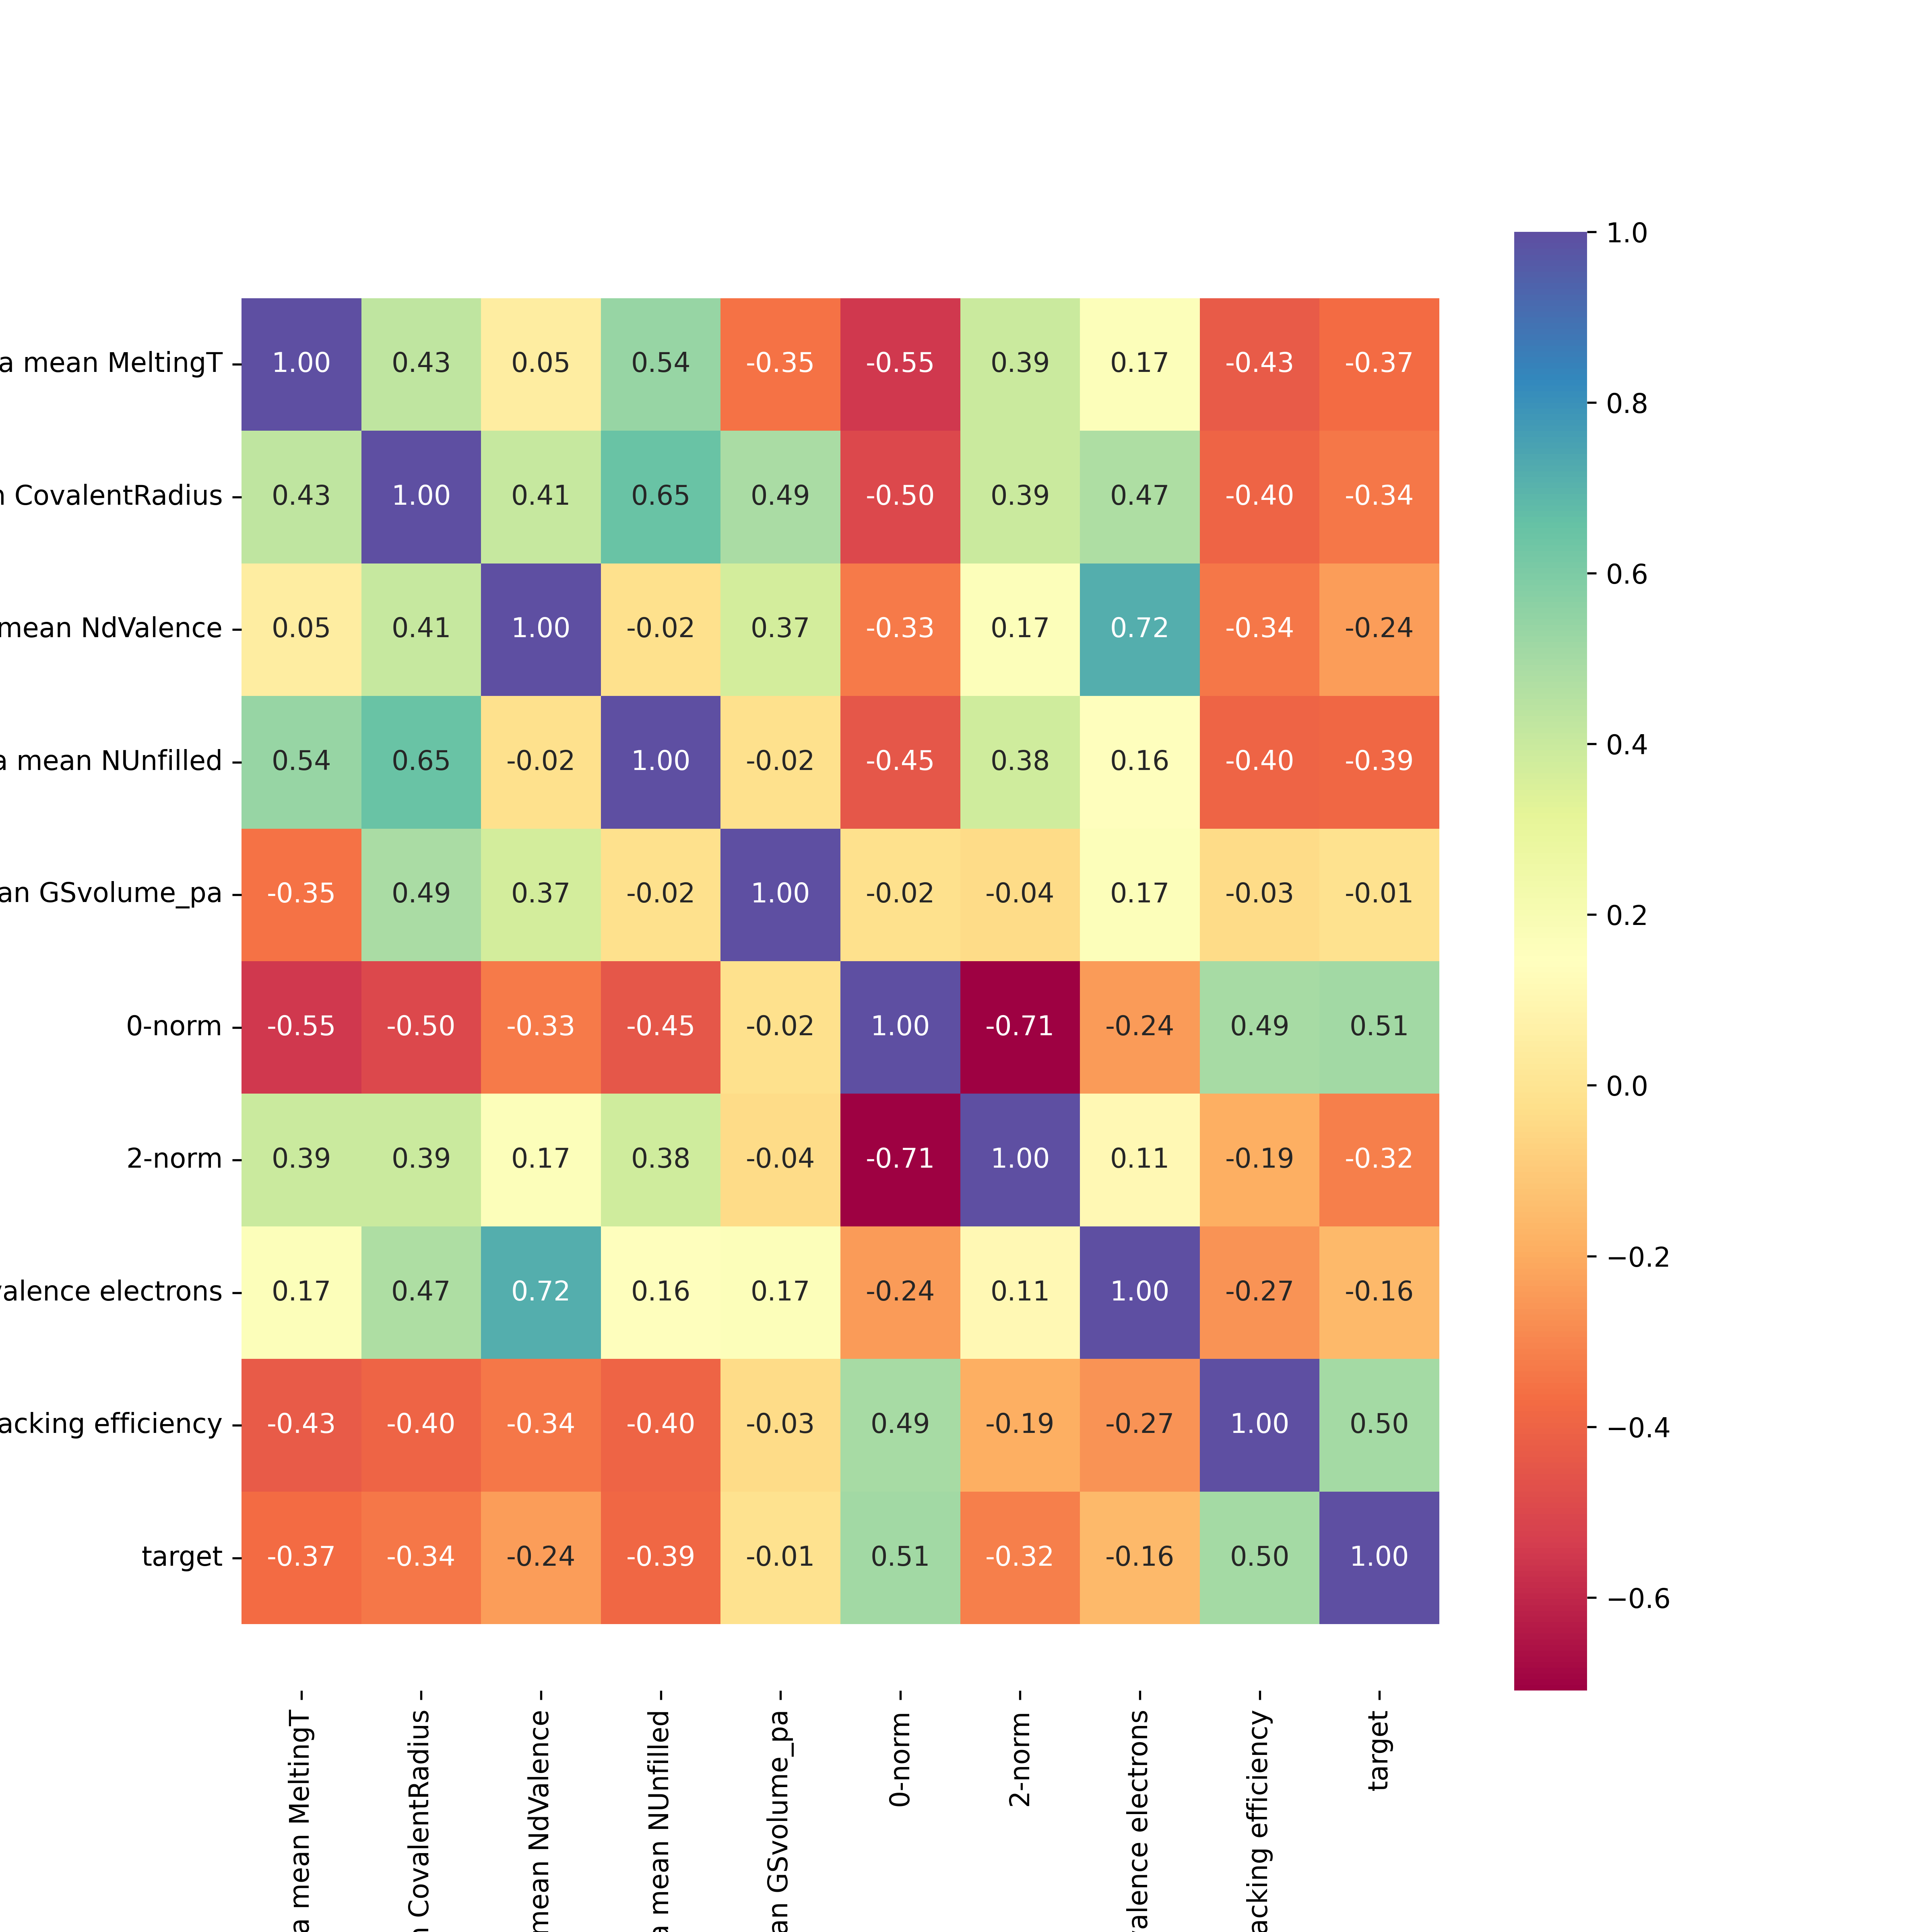 1.0
a mean MeltingT 1.00 0.43 0.05 0.54 -0.35 -0.55 0.39 0.17 -0.43 -0.37
0.8
CovalentRadius 0.43 1.00 0.41 0.65 0.49 -0.50 0.39 0.47 -0.40 -0.34
0.6
mean NdValence 0.05 0.41 1.00 -0.02 0.37 -0.33 0.17 0.72 -0.34 -0.24
a mean NUnfilled 0.54 0.65 -0.02 1.00 -0.02 -0.45 0.38 0.16 -0.40 -0.39
0.4
an GSvolume_pa -0.35 0.49 0.37 -0.02 1.00 -0.02 -0.04 0.17 -0.03 -0.01
0.2
0-norm -0.55 -0.50 -0.33 -0.45 -0.02 1.00 -0.71 -0.24 0.49 0.51
0.0
2-norm 0.39 0.39 0.17 0.38 -0.04 -0.71 1.00 0.11 -0.19 -0.32
−0.2
valence electrons 0.17 0.47 0.72 0.16 0.17 -0.24 0.11 1.00 -0.27 -0.16
acking efficiency -0.43 -0.40 -0.34 -0.40 -0.03 0.49 -0.19 -0.27 1.00 0.50
−0.4
target -0.37 -0.34 -0.24 -0.39 -0.01 0.51 -0.32 -0.16 0.50 1.00
−0.6
a mean MeltingT
CovalentRadius
mean NdValence
a mean NUnfilled
an GSvolume_pa
0-norm
2-norm
alence electrons
acking efficiency
target